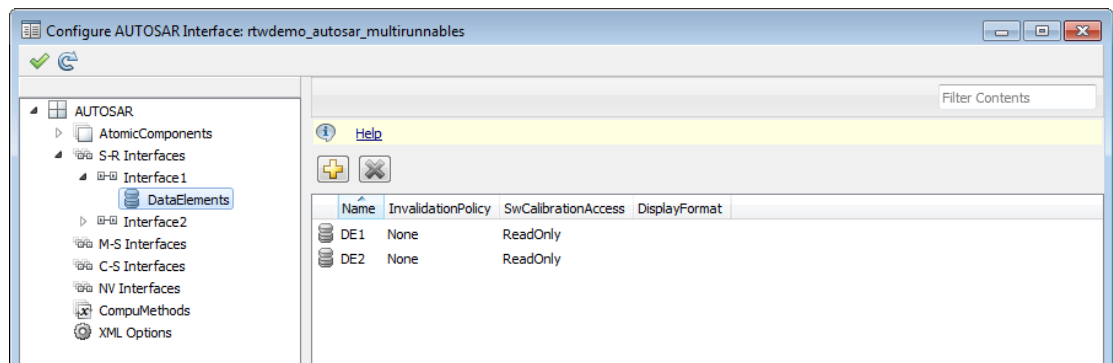 Configure AUTOSAR Interface: rtwdemo_autosar_multirunnables
Filter Contents
AUTOSAR
AtomicComponents
S-R Interfaces
Interface1
DataElements
Interface2
M-S Interfaces
C-S Interfaces
NV Interfaces
CompuMethods
XML Options
Help
Name InvalidationPolicy SwCalibrationAccess DisplayFormat
DE1 None ReadOnly
DE2 None ReadOnly